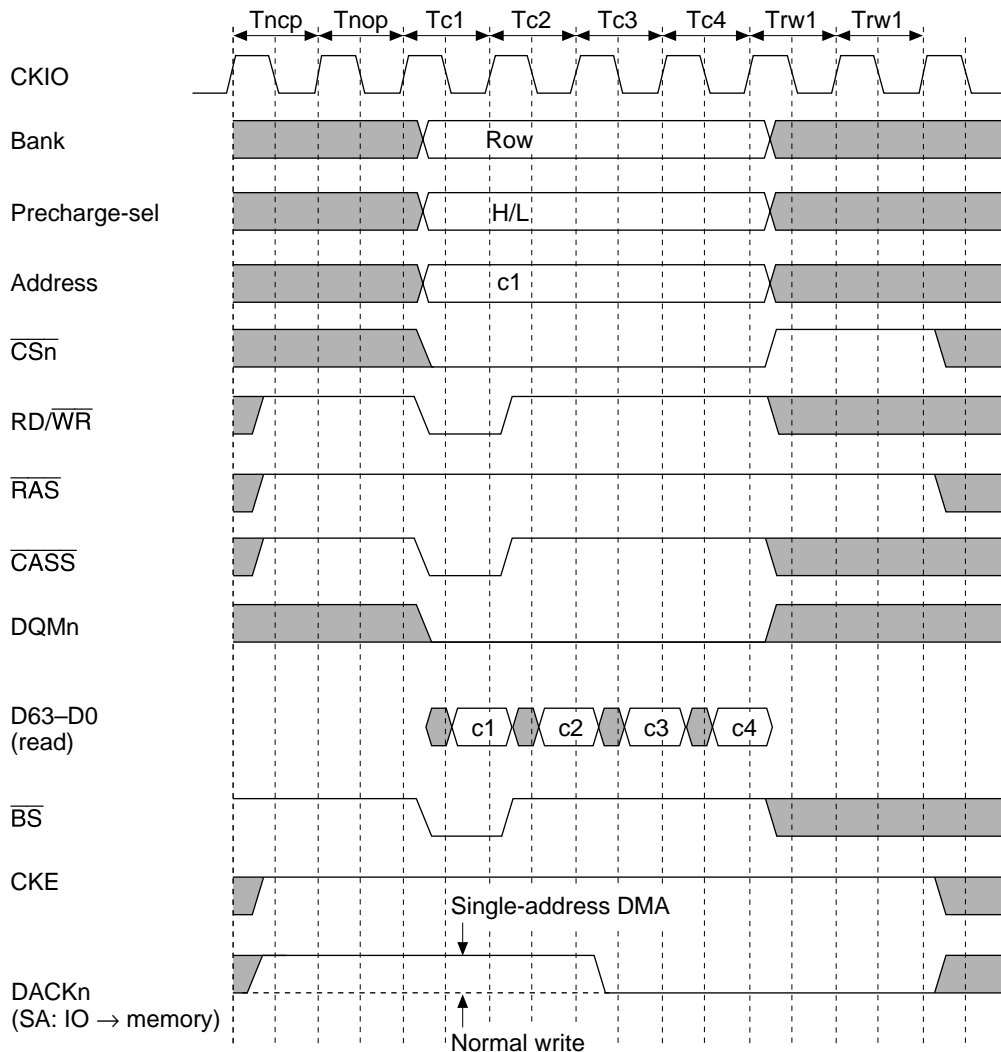 Tncp Tnop Tc1 Tc2 Tc3 Tc4 Trw1 Trw1
CKIO
Bank Row
Precharge-sel H/L
Address c1
CSn
RD/WR
RAS
CASS
DQMn
D63–D0
(read)
c1 c2 c3 c4
BS
CKE
Single-address DMA
DACKn
(SA: IO → memory)
Normal write